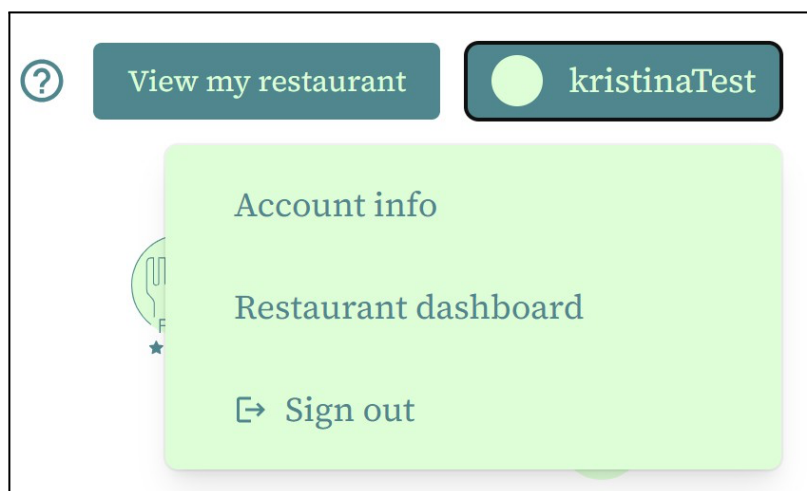 View my restaurant
kristinaTest
Account info
Restaurant dashboard
Sign out